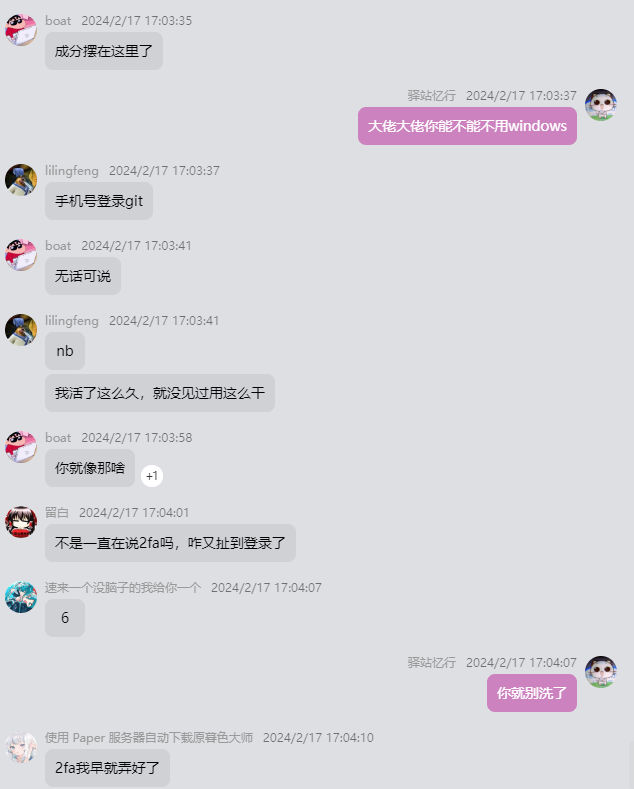 boat 2024/2/17 17:03:35
成分摆在这里了
驿站忆行 2024/2/17 17:03:37
大佬大佬你能不能不用windows
lilingfeng 2024/2/17 17:03:37
手机号登录git
boat 2024/2/17 17:03:41
无话可说
lilingfeng 2024/2/17 17:03:41
nb
我活了这么久，就没见过用这么干
boat 2024/2/17 17:03:58
你就像那啥
+1
留白 2024/2/17 17:04:01
不是一直在说2fa吗，咋又扯到登录了
速来一个没脑子的我给你一个 2024/2/17 17:04:07
6
驿站忆行 2024/2/17 17:04:07
你就别洗了
使用 Paper 服务器自动下载原暮色大师 2024/2/17 17:04:10
2fa我早就弄好了